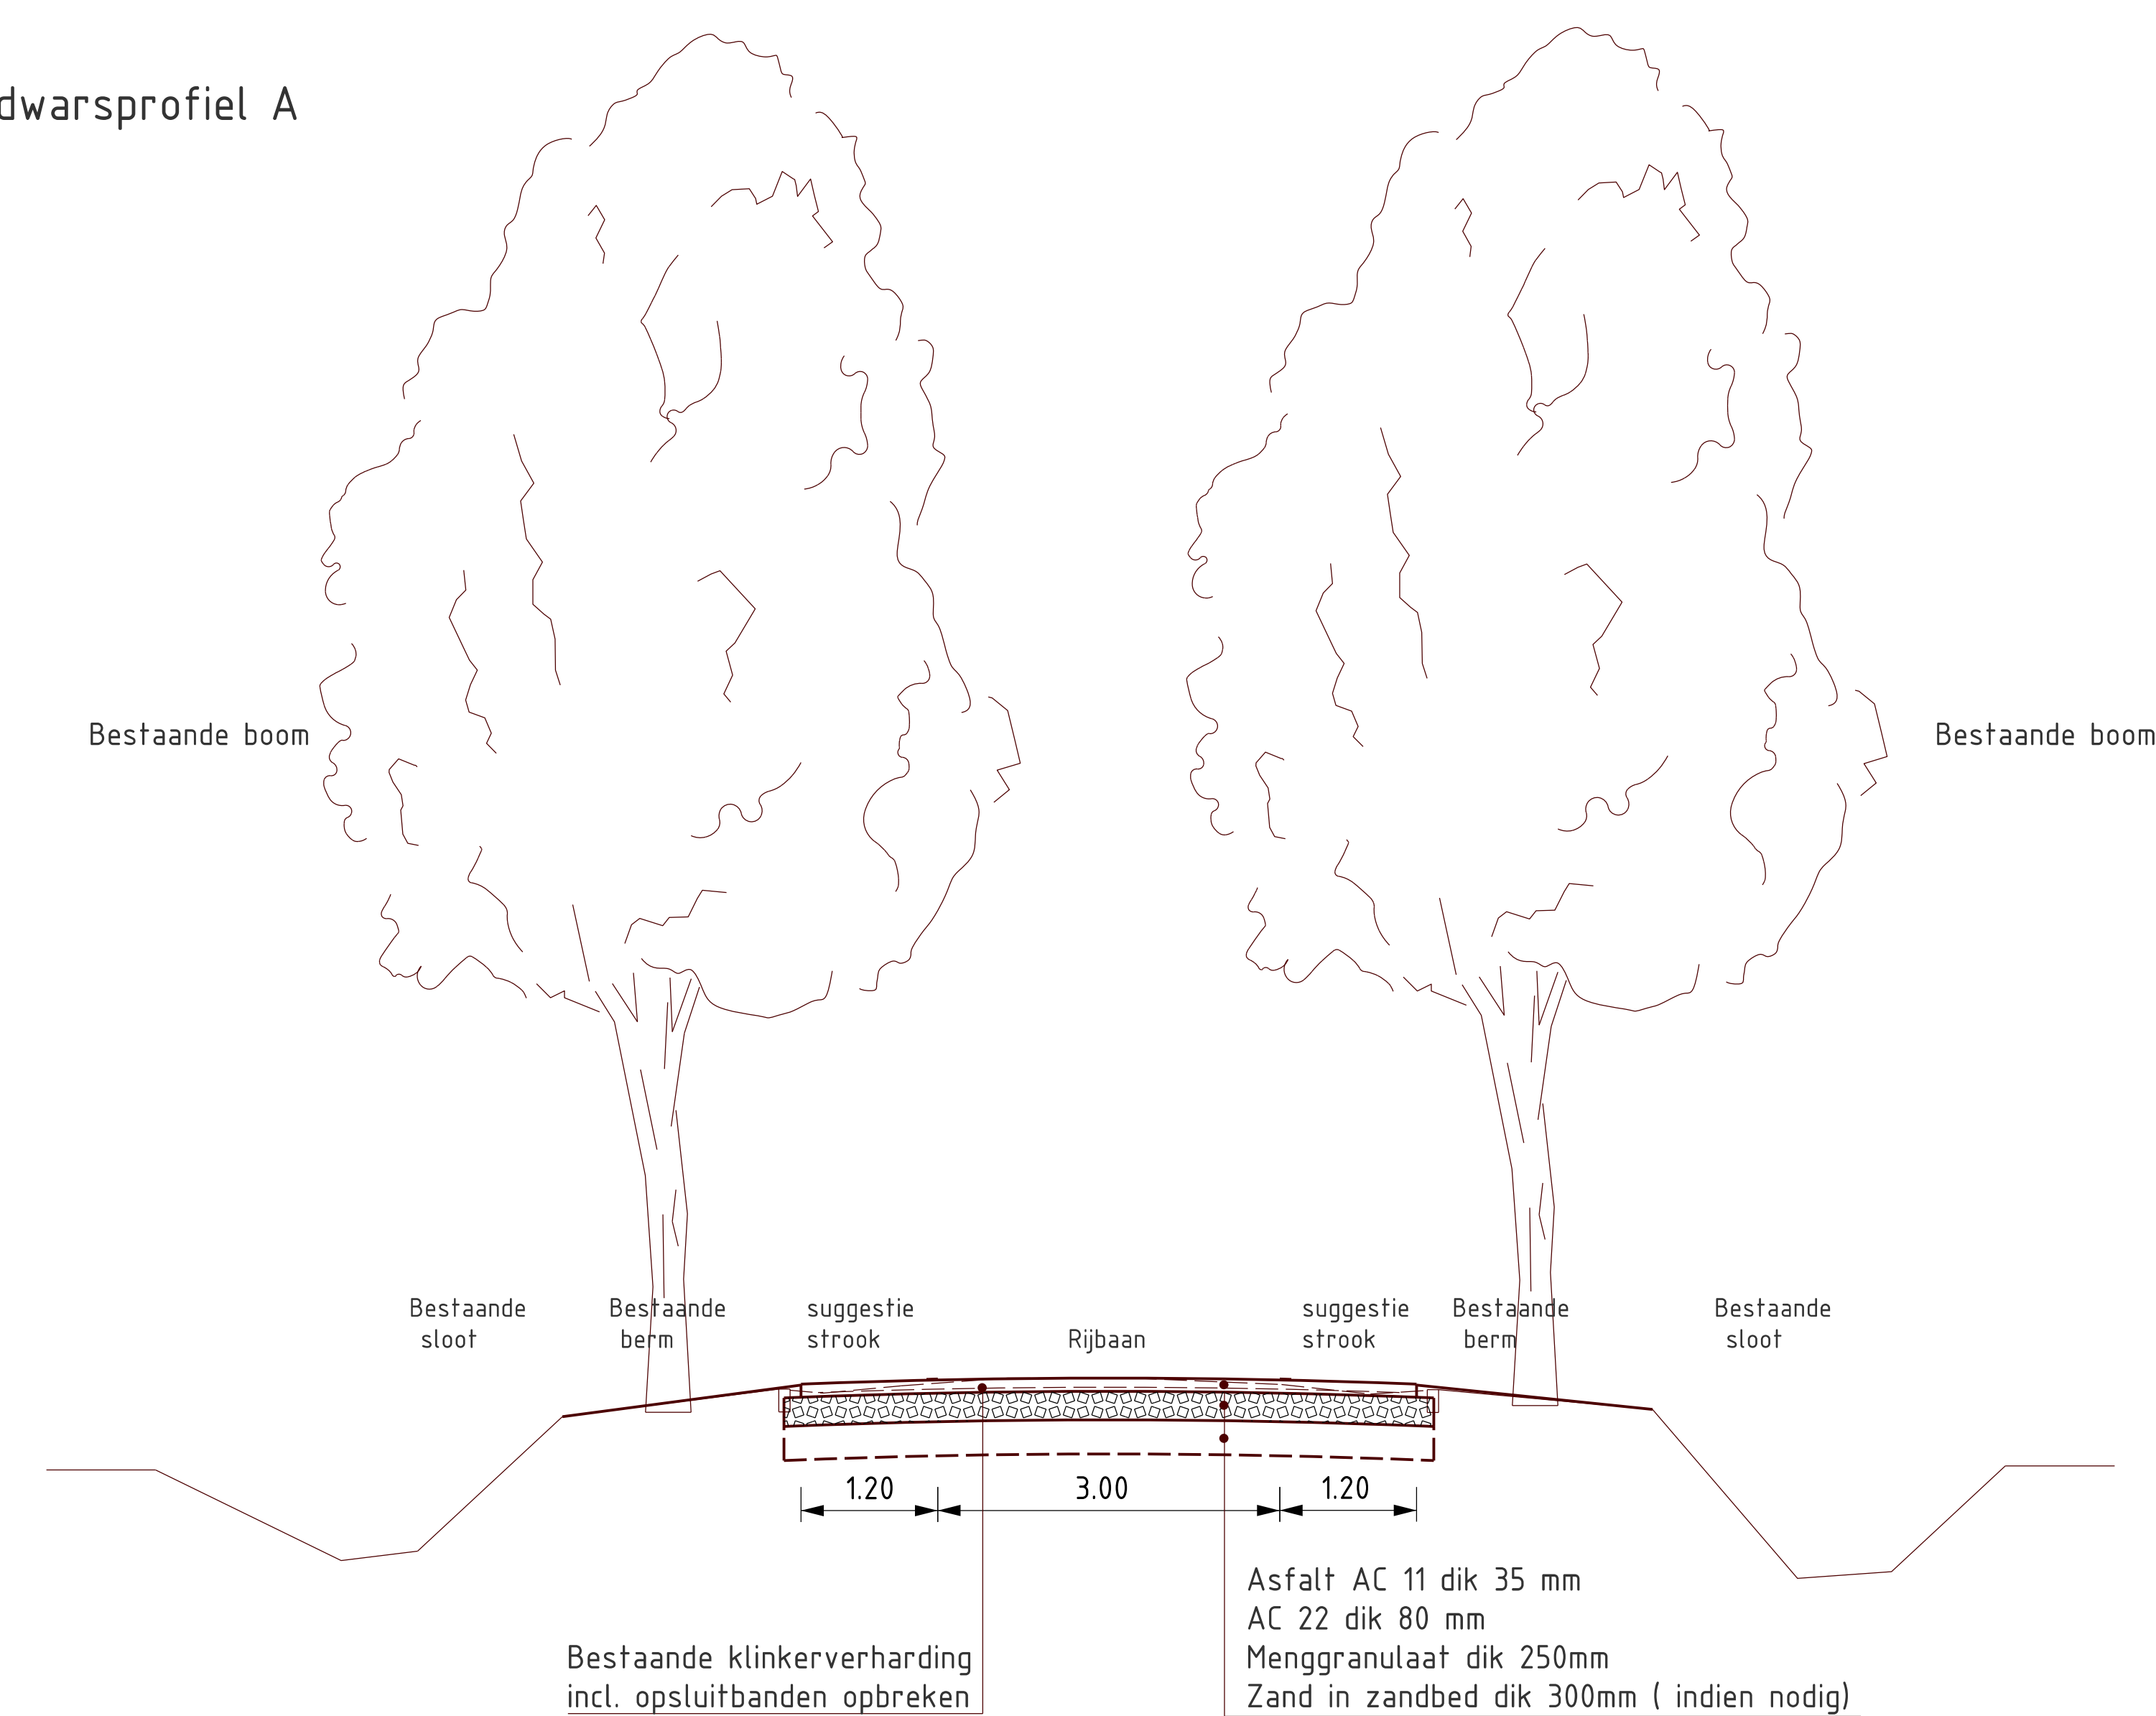 dwarsprofiel A
Bestaande boom
Bestaande boom
Bestaande
sloot
Bestaande
berm
suggestie
strook
Rijbaan
suggestie
strook
Bestaande
berm
Bestaande
sloot
1.20
3.00
1.20
Bestaande klinkerverharding
incl. opsluitbanden opbreken
Asfalt AC 11 dik 35 mm
AC 22 dik 80 mm
Menggranulaat dik 250mm
Zand in zandbed dik 300mm ( indien nodig)